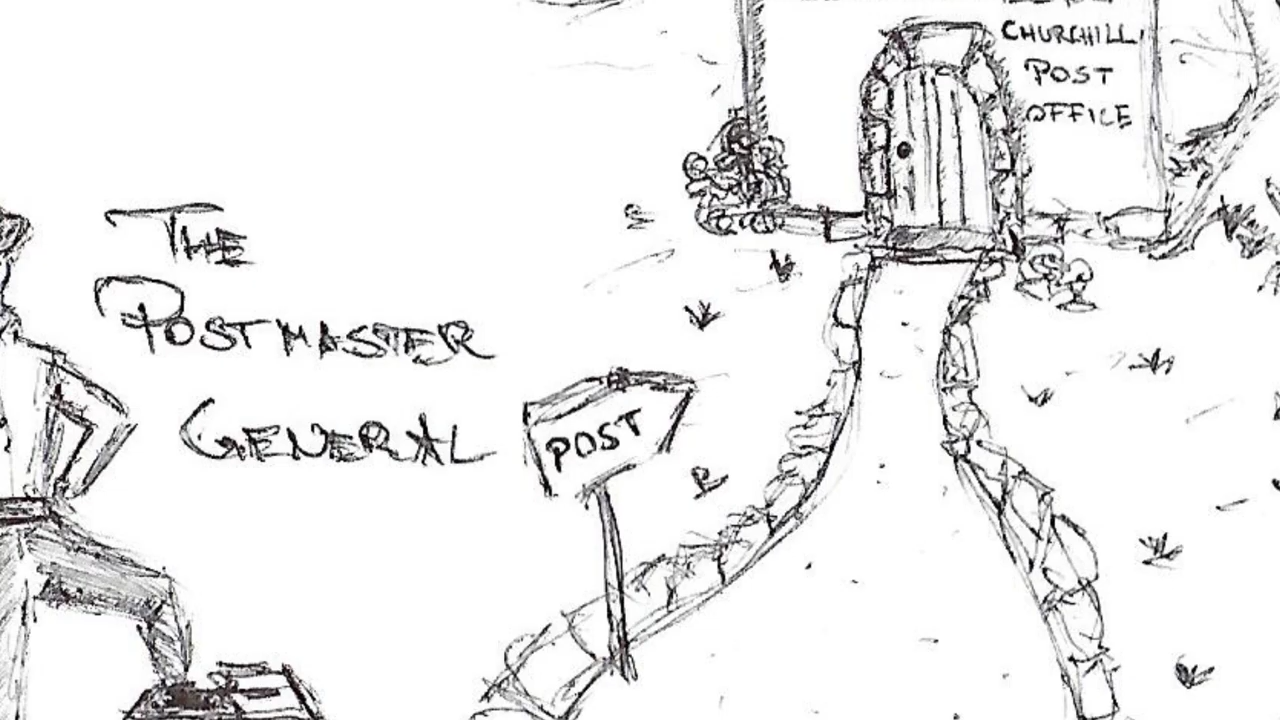 CHURCHILL
POST
OFFICE
THE
POSTMASTER
GENERAL
POST